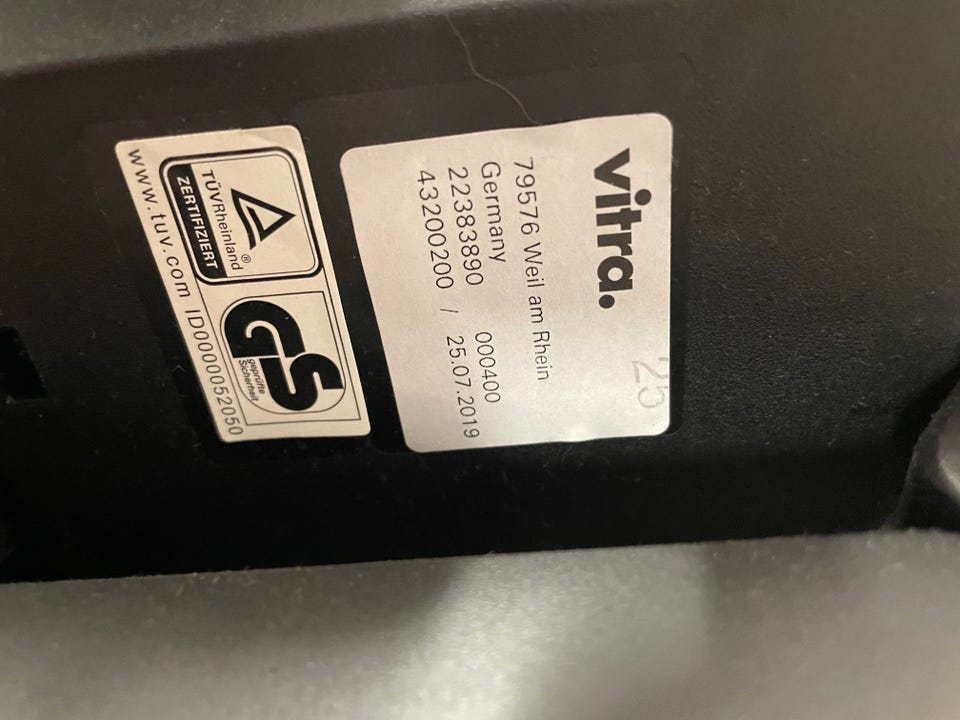 vitra.
25
79576 Weil am Rhein
Germany
22383890 000400
43200200 / 25.07.2019
TÜVRheinland®
ZERTIFIZIERT
GS
geprüfte
Sicherheit
www.tuv.com ID0000052050